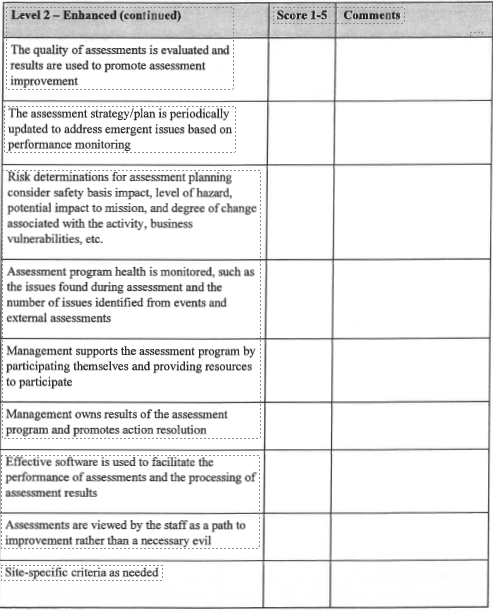 Level 2 – Enhanced (continued) Score 1-5 Comments
The quality of assessments is evaluated and
results are used to promote assessment
improvement
The assessment strategy/plan is periodically
updated to address emergent issues based on
performance monitoring
Risk determinations for assessment planning
consider safety basis impact, level of hazard,
potential impact to mission, and degree of change
associated with the activity, business
vulnerabilities, etc.
Assessment program health is monitored, such as
the issues found during assessment and the
number of issues identified from events and
external assessments
Management supports the assessment program by
participating themselves and providing resources
to participate
Management owns results of the assessment
program and promotes action resolution
Effective software is used to facilitate the
performance of assessments and the processing of
assessment results
Assessments are viewed by the staff as a path to
improvement rather than a necessary evil
Site-specific criteria as needed